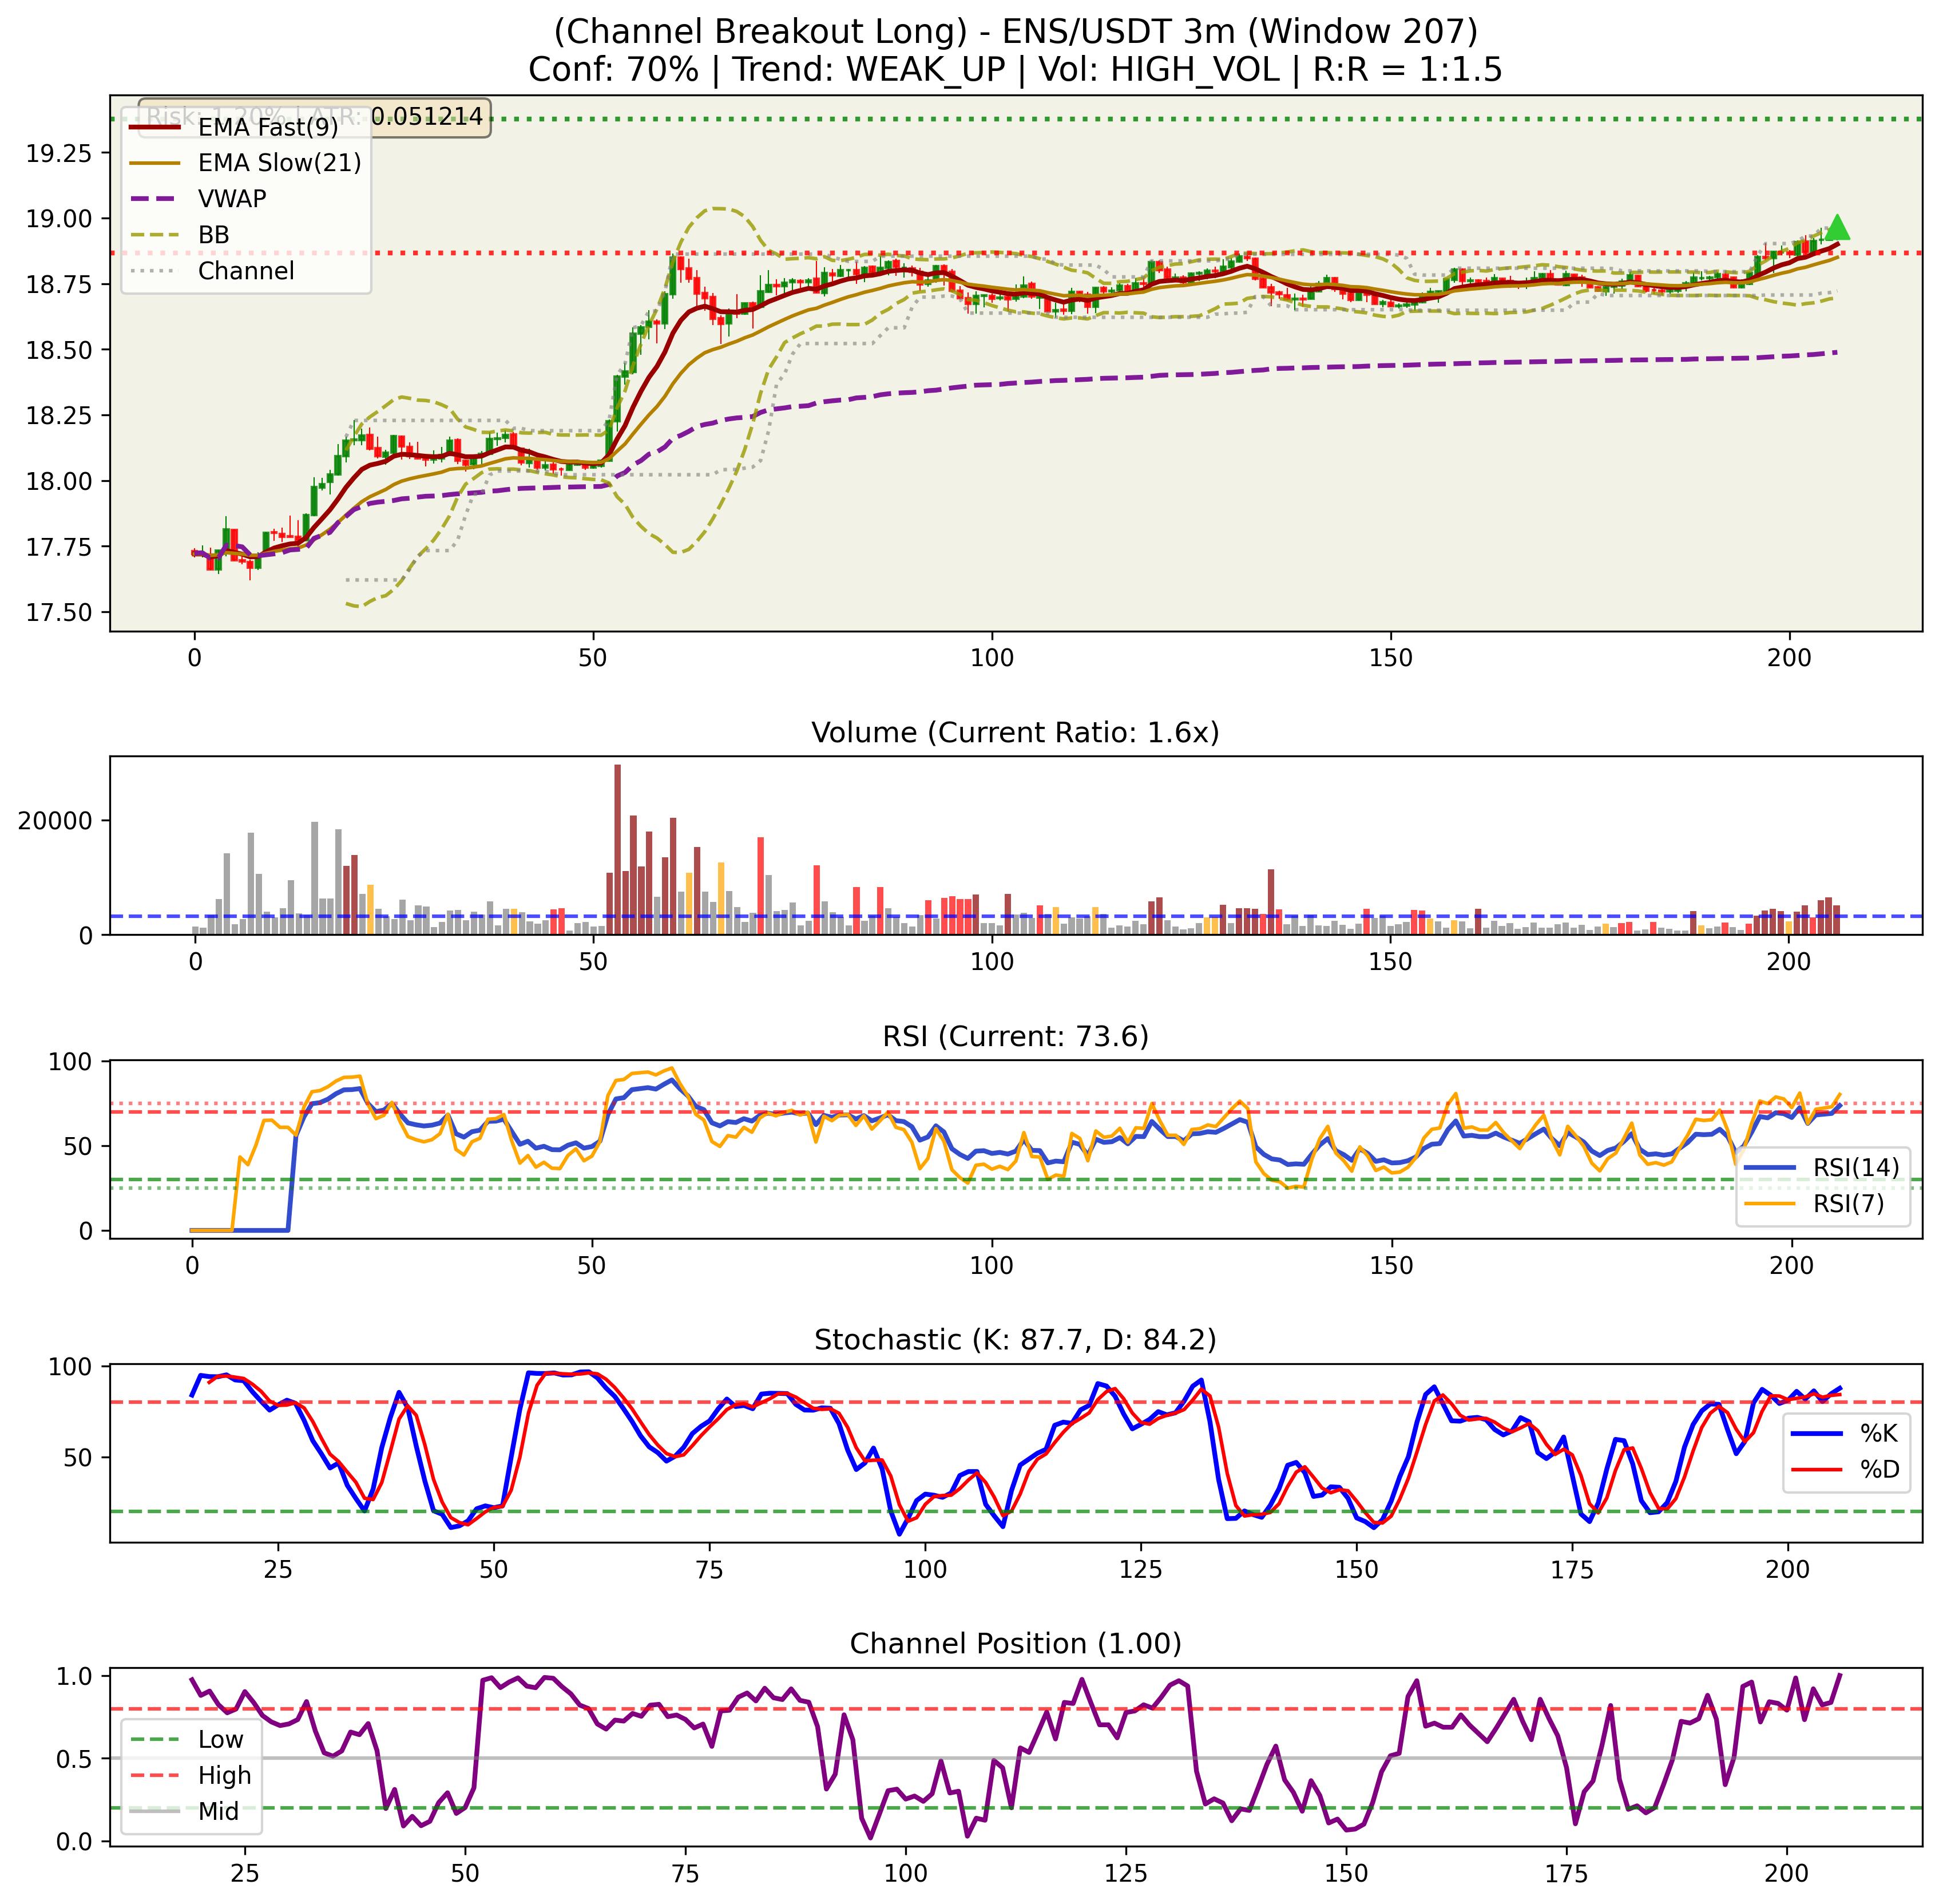 (Channel Breakout Long) - ENS/USDT 3m (Window 207)
Conf: 70% | Trend: WEAK_UP | Vol: HIGH_VOL | R:R = 1:1.5
Risk: 1.20% | ATR: 0.051214
EMA Fast(9)
EMA Slow(21)
VWAP
BB
Channel
19.25
19.00
18.75
18.50
18.25
18.00
17.75
17.50
0 50 100 150 200
Volume (Current Ratio: 1.6x)
20000
0
0 50 100 150 200
RSI (Current: 73.6)
100
50
0
RSI(14)
RSI(7)
0 50 100 150 200
Stochastic (K: 87.7, D: 84.2)
100
50
%K
%D
25 50 75 100 125 150 175 200
Channel Position (1.00)
1.0
0.5
0.0
Low
High
Mid
25 50 75 100 125 150 175 200